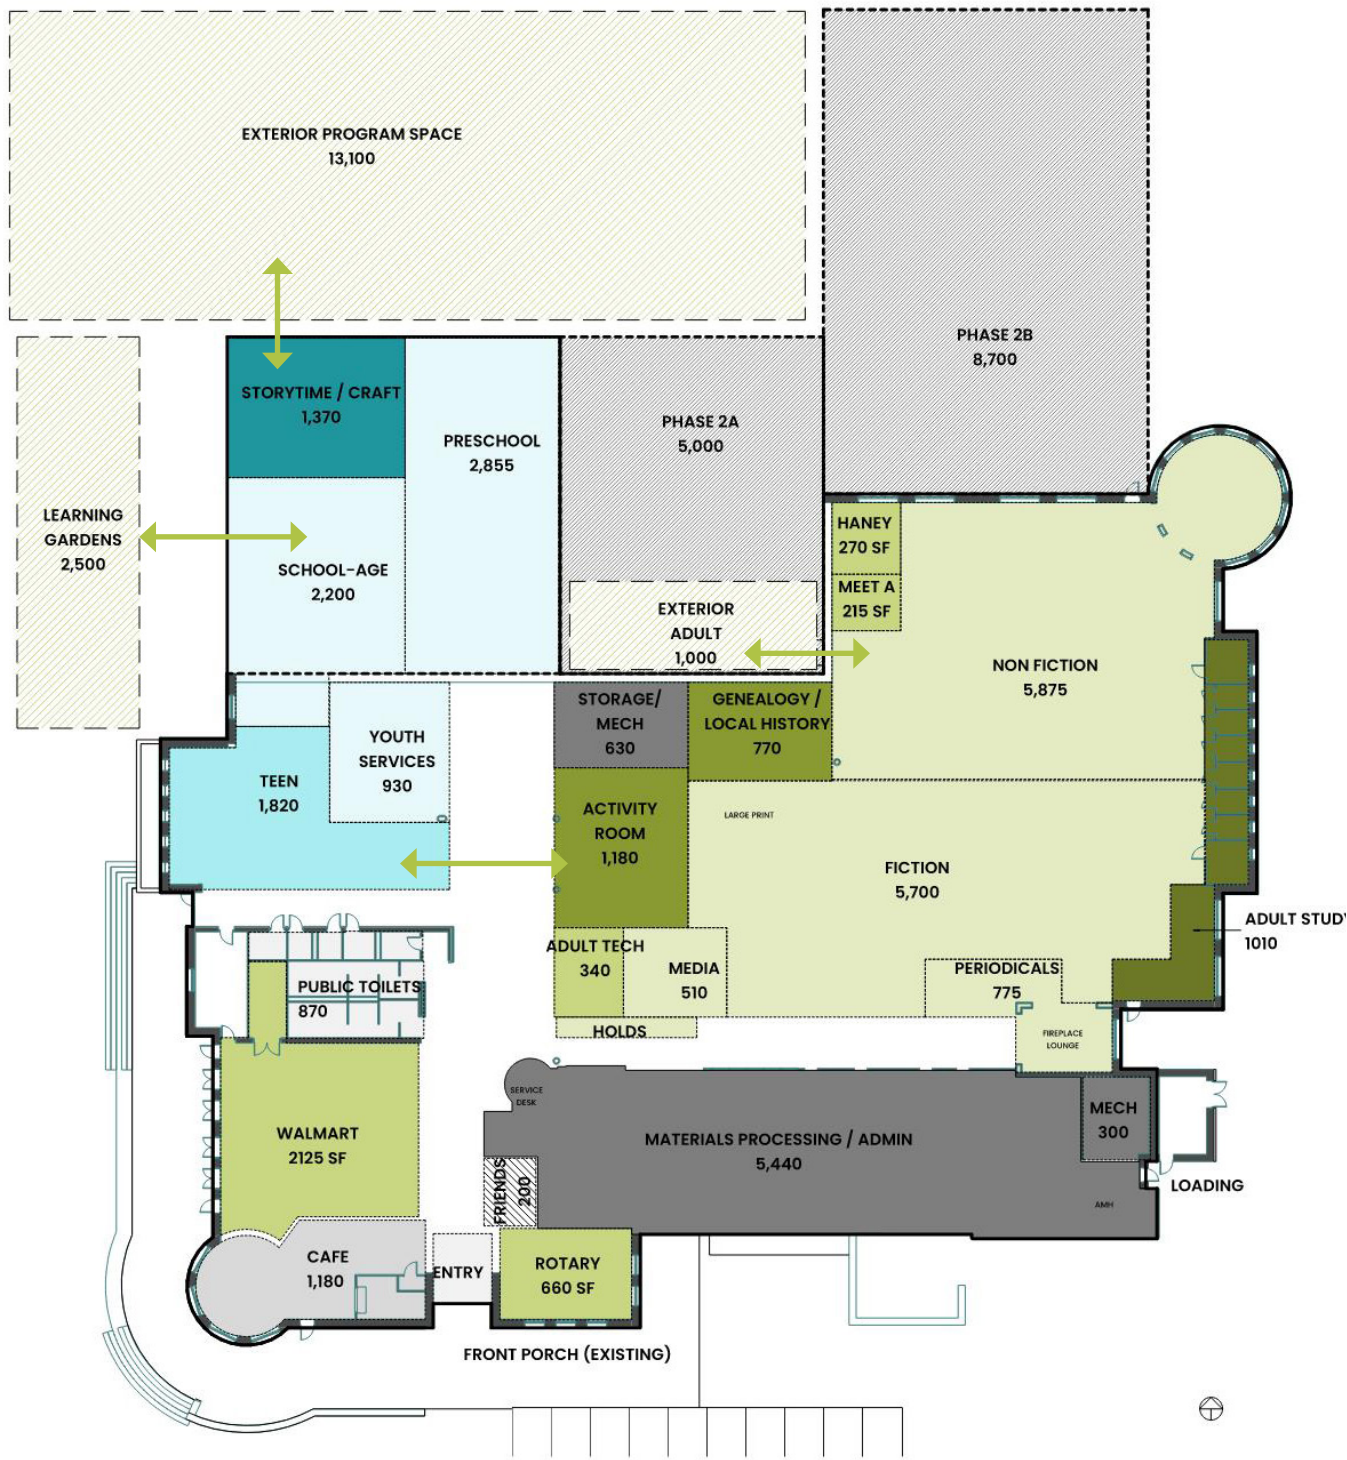 EXTERIOR PROGRAM SPACE
13,100
PHASE 2B
8,700
STORYTIME / CRAFT
1,370
PRESCHOOL
2,855
PHASE 2A
5,000
LEARNING
GARDENS
2,500
SCHOOL-AGE
2,200
HANEY
270 SF
MEET A
215 SF
EXTERIOR
ADULT
1,000
NON FICTION
5,875
STORAGE/
MECH
630
GENEALOGY /
LOCAL HISTORY
770
YOUTH
SERVICES
930
TEEN
1,820
ACTIVITY
ROOM
1,180
LARGE PRINT
FICTION
5,700
ADULT STUDY
1010
ADULT TECH
340
MEDIA
510
PERIODICALS
775
PUBLIC TOILETS
870
HOLDS
FIREPLACE
LOUNGE
SERVICE
DESK
WALMART
2125 SF
MATERIALS PROCESSING / ADMIN
5,440
MECH
300
LOADING
FRIENDS
200
AMH
CAFE
1,180
ENTRY
ROTARY
660 SF
FRONT PORCH (EXISTING)